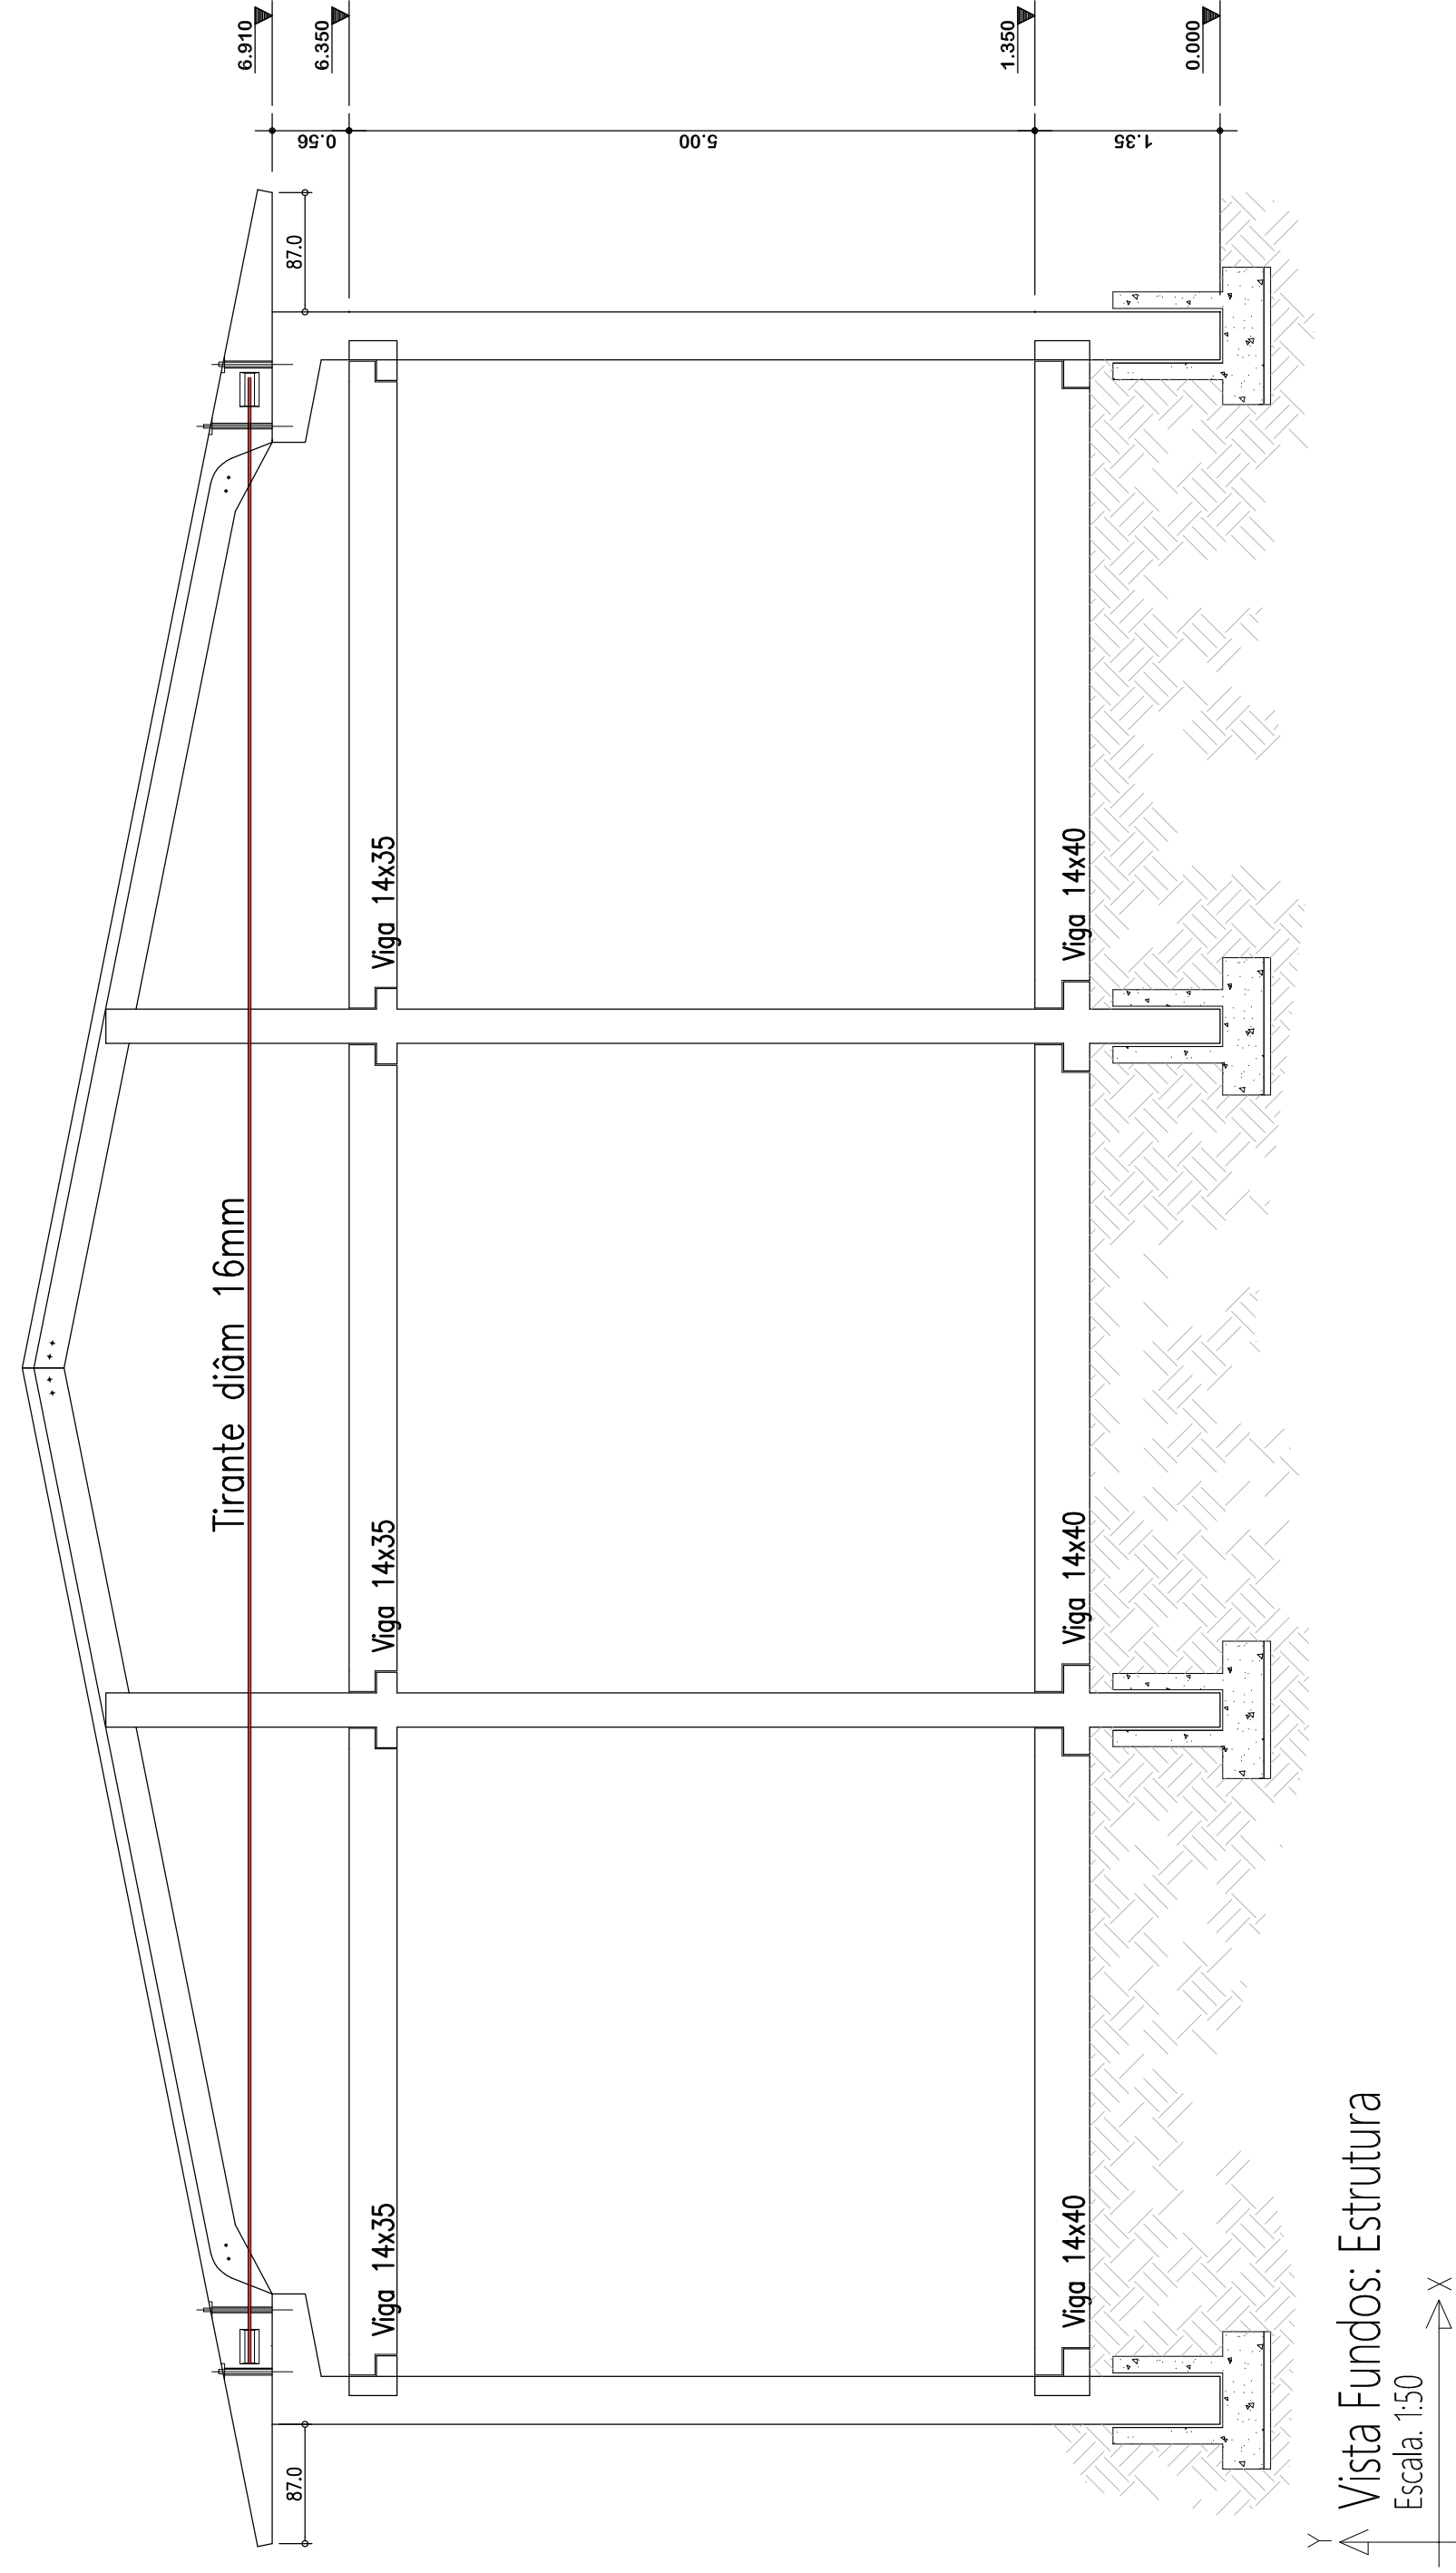 Tirante diâm 16mm
87.0
87.0
6.910
0.56
6.350
Viga 14x35
Viga 14x35
Viga 14x35
5.00
1.350
Viga 14x40
Viga 14x40
Viga 14x40
1.35
0.000
Y
Vista Fundos: Estrutura
Escala. 1:50
X